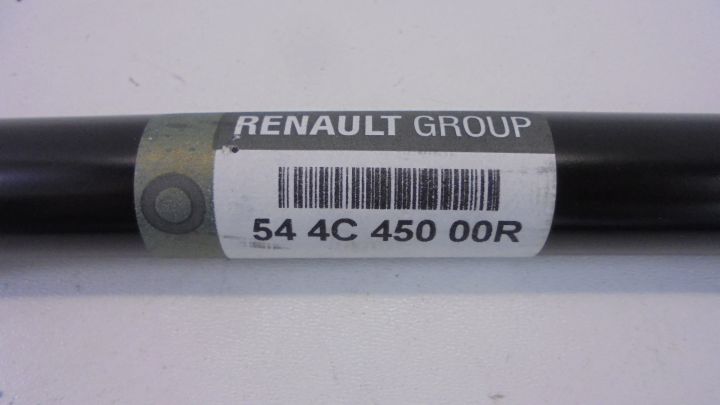 RENAULT GROUP
54 4C 450 00R